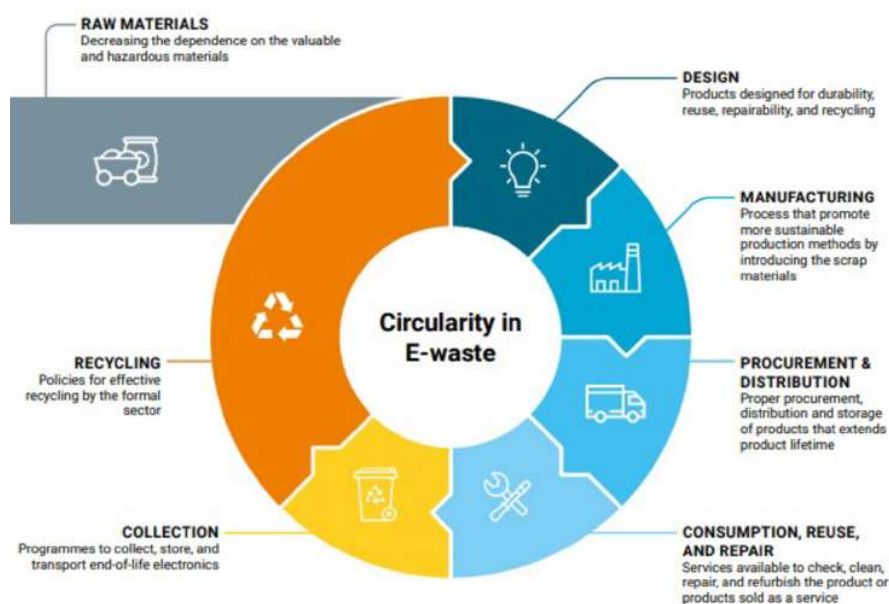 RAW MATERIALS
Decreasing the dependence on the valuable
and hazardous materials
DESIGN
Products designed for durability,
reuse, repairability, and recycling
MANUFACTURING
Process that promote
more sustainable
production methods by
introducing the scrap
materials
Circularity in
E-waste
RECYCLING
Policies for effective
recycling by the formal
sector
PROCUREMENT &
DISTRIBUTION
Proper procurement,
distribution and storage
of products that extends
product lifetime
COLLECTION
Programmes to collect, store, and
transport end-of-life electronics
CONSUMPTION, REUSE,
AND REPAIR
Services available to check, clean,
repair, and refurbish the product or
products sold as a service